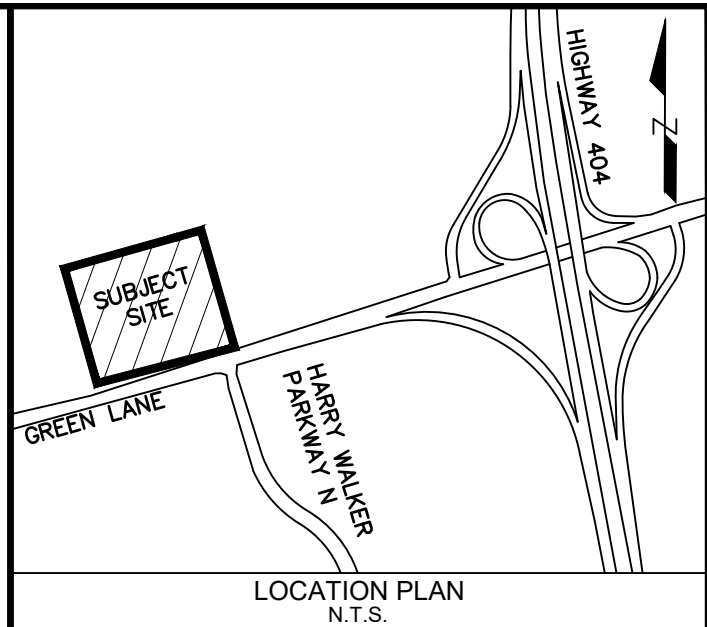 HIGHWAY 404
N
SUBJECT
SITE
GREEN LANE
HARRY WALKER
PARKWAY N
LOCATION PLAN
N.T.S.